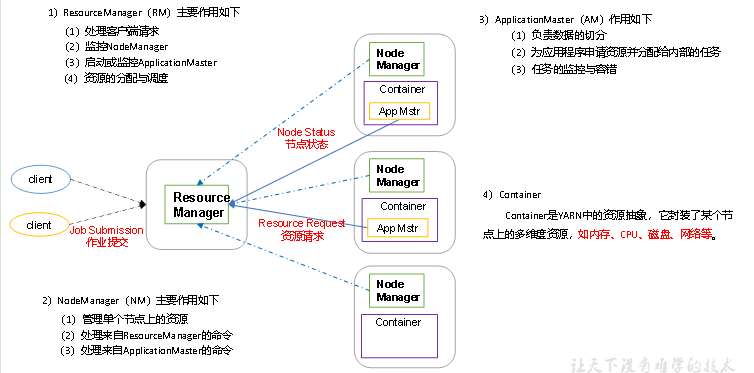 1）ResourceManager（RM）主要作用如下
（1）处理客户端请求
（2）监控NodeManager
（3）启动或监控ApplicationMaster
（4）资源的分配与调度
3）ApplicationMaster（AM）作用如下
（1）负责数据的切分
（2）为应用程序申请资源并分配给内部的任务
（3）任务的监控与容错
Node
Manager
Container
App Mstr
Node Status
节点状态
client
client
Resource
Manager
Job Submission
作业提交
Node
Manager
Container
App Mstr
Resource Request
资源请求
4）Container
Container是YARN中的资源抽象，它封装了某个节
点上的多维度资源，如内存、CPU、磁盘、网络等。
Node
Manager
Container
2）NodeManager（NM）主要作用如下
（1）管理单个节点上的资源
（2）处理来自ResourceManager的命令
（3）处理来自ApplicationMaster的命令
让天下没有难学的技术